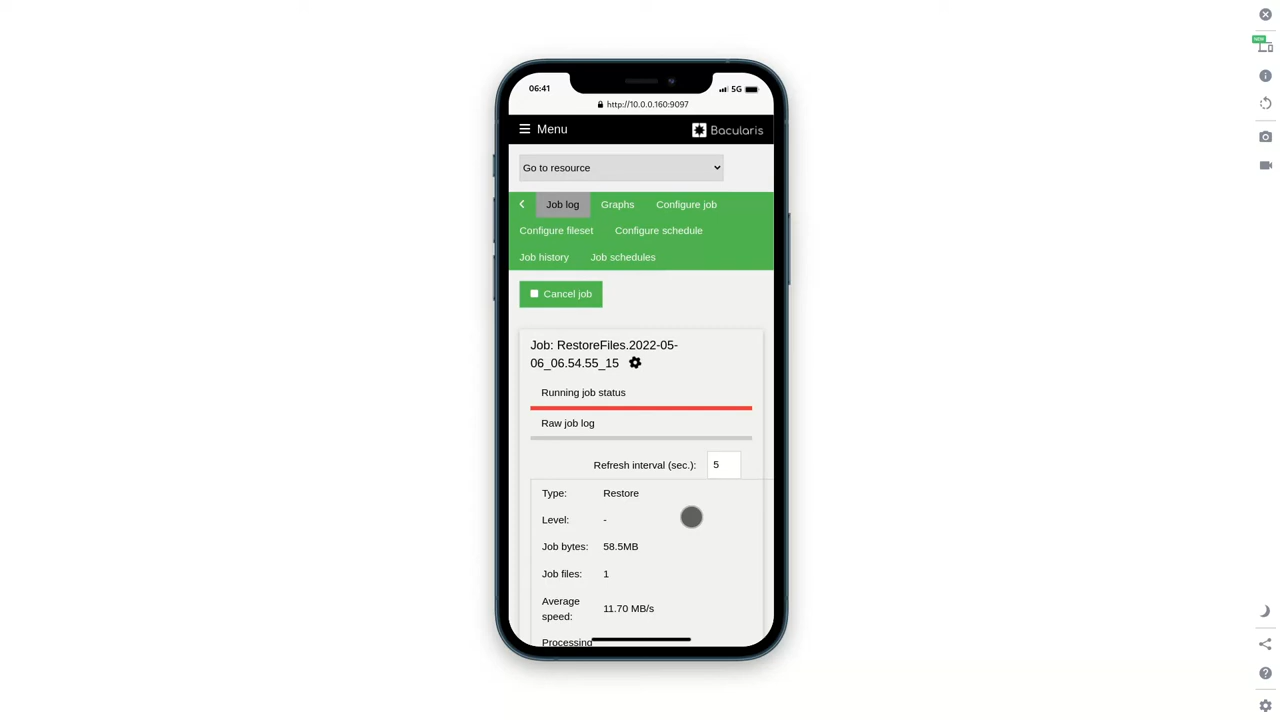 NEW
06:41
5G
http://10.0.0.160:9097
Menu
Bacularis
Go to resource
Job log Graphs Configure job
Configure fileset Configure schedule
Job history Job schedules
Cancel job
Job: RestoreFiles.2022-05-
06_06.54.55_15
Running job status
Raw job log
Refresh interval (sec.): 5
Type: Restore
Level: -
Job bytes: 58.5MB
Job files: 1
Average
speed: 11.70 MB/s
Processing